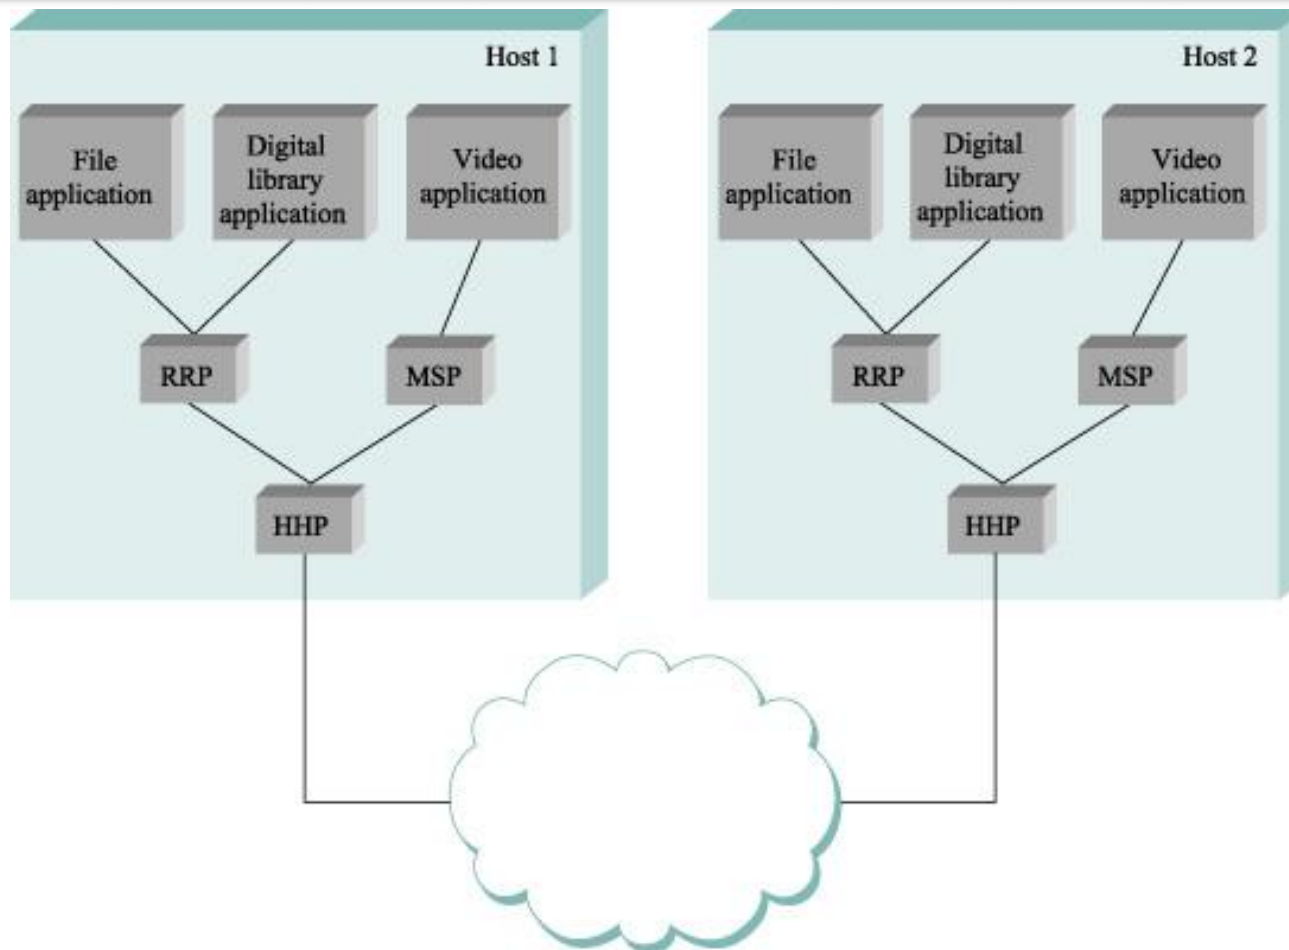 Host 1
File
application
Digital
library
application
Video
application
RRP
MSP
HHP
Host 2
File
application
Digital
library
application
Video
application
RRP
MSP
HHP